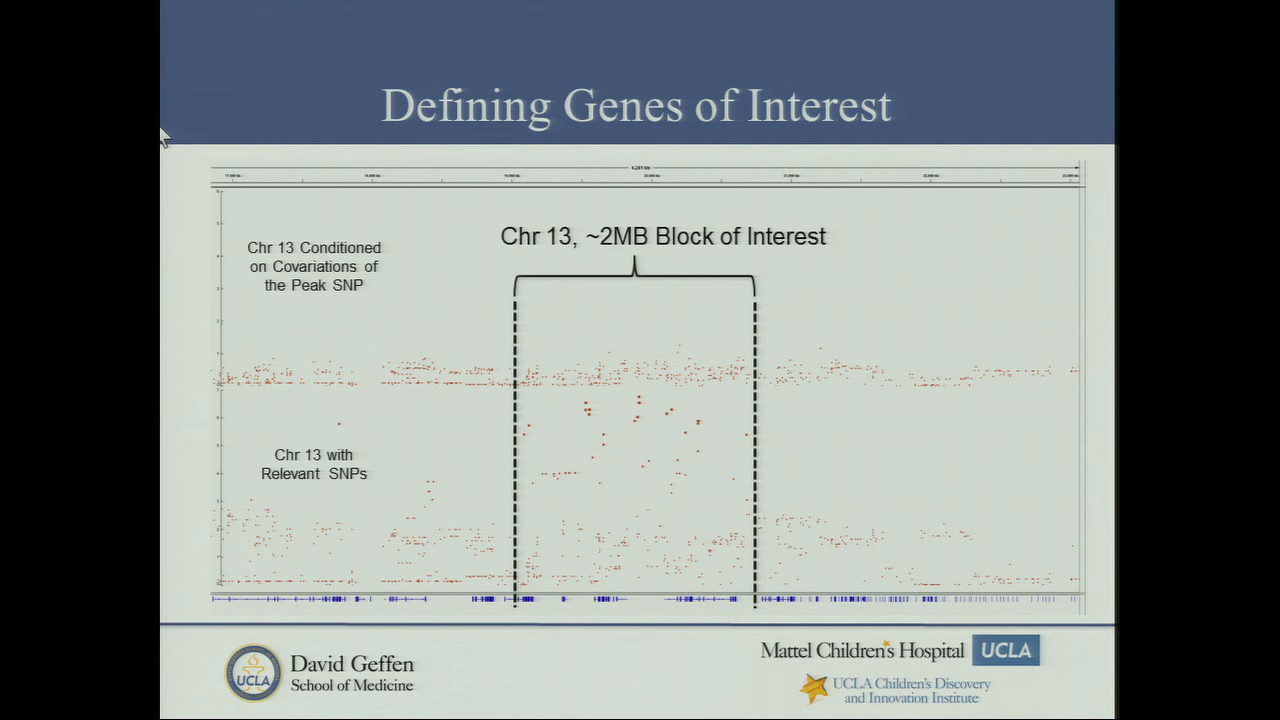 Defining Genes of Interest
Chr 13, ~2MB Block of Interest
Chr 13 Conditioned
on Covariations of
the Peak SNP
Chr 13 with
Relevant SNPs
UCLA
David Geffen
School of Medicine
Mattel Children's Hospital UCLA
UCLA Children's Discovery
and Innovation Institute